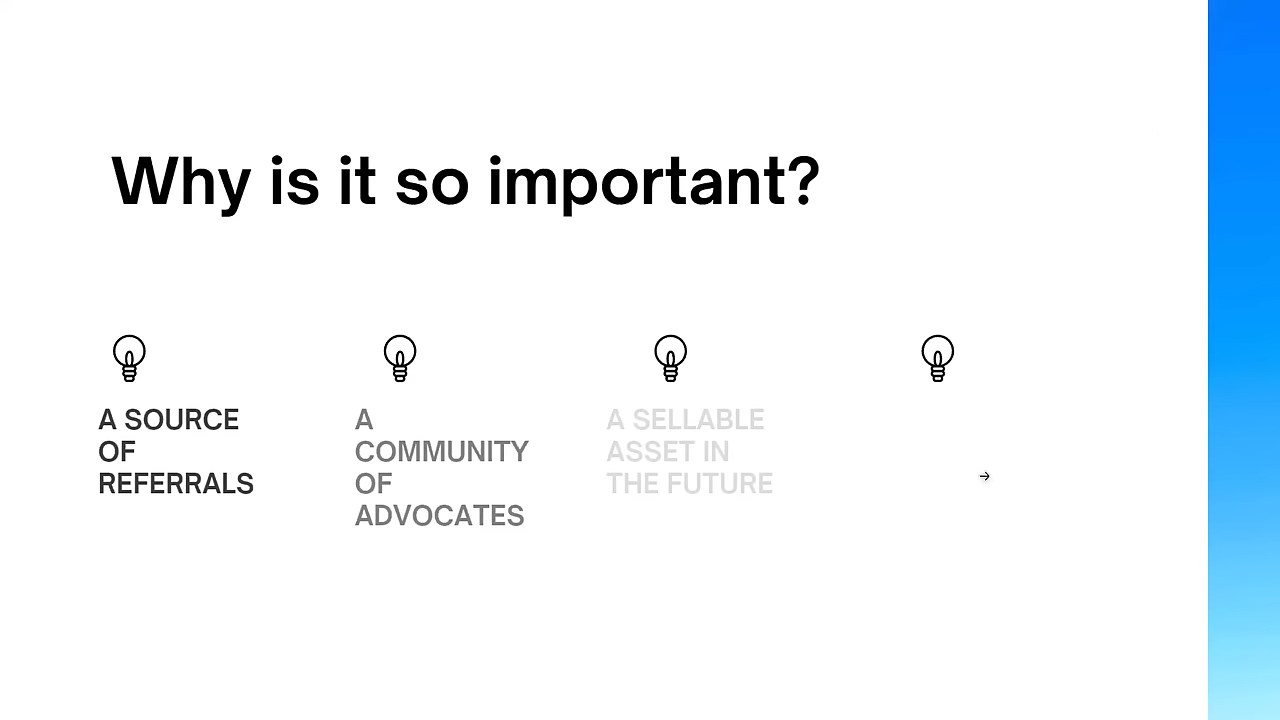 Why is it so important?
A SOURCE
OF
REFERRALS
A
COMMUNITY
OF
ADVOCATES
A SELLABLE
ASSET IN
THE FUTURE